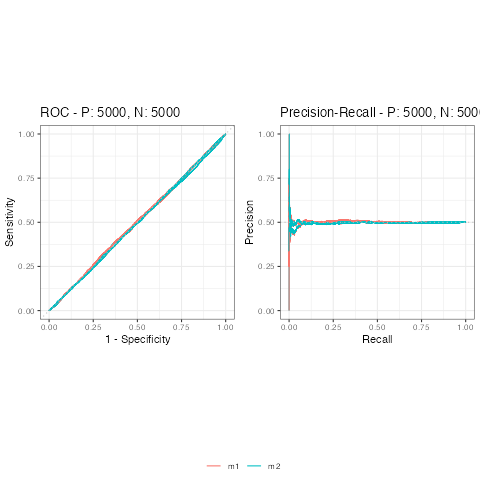 ROC - P: 5000, N: 5000
Precision-Recall - P: 5000, N: 500
1.00
0.75
0.50
0.25
0.00
Sensitivity
0.00 0.25 0.50 0.75 1.00
1 - Specificity
1.00
0.75
0.50
0.25
0.00
Precision
0.00 0.25 0.50 0.75 1.00
Recall
m1 m2